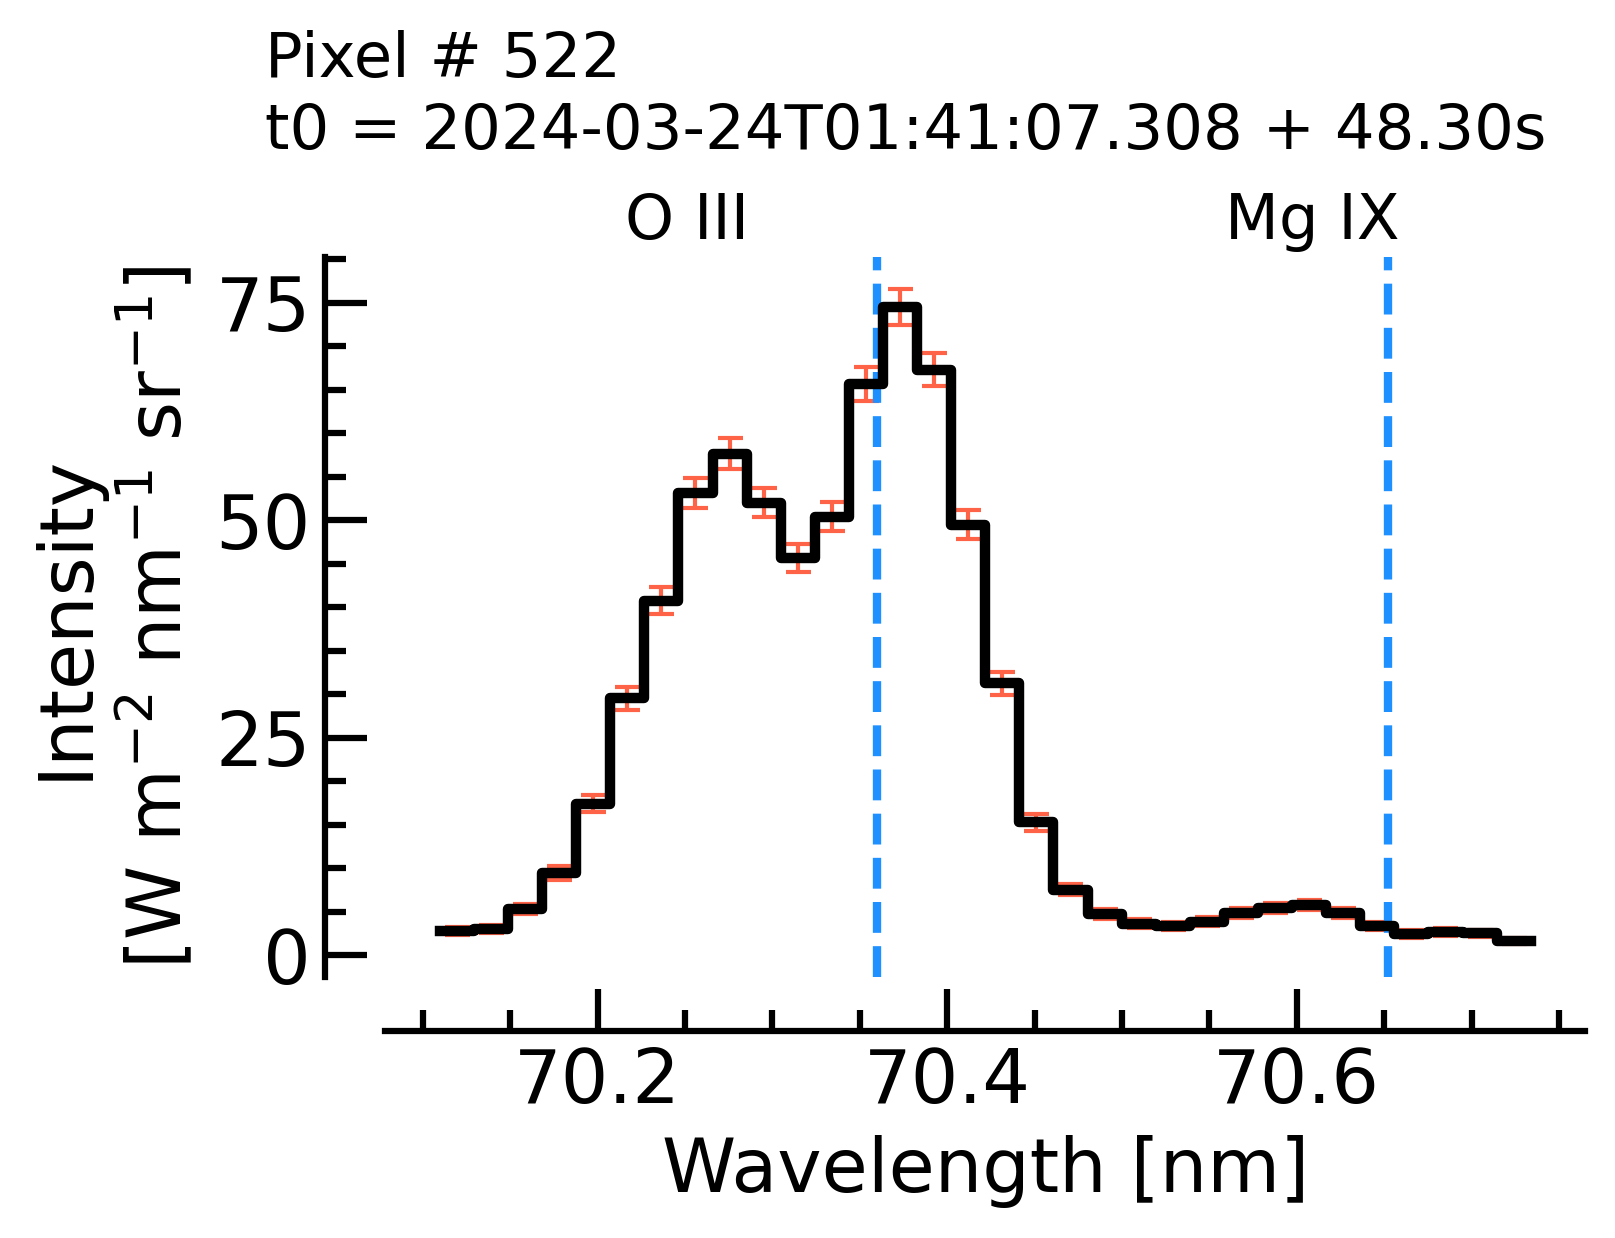 Pixel # 522
t0 = 2024-03-24T01:41:07.308 + 48.30s
O III
Mg IX
Intensity
[W m⁻² nm⁻¹ sr⁻¹]
75
50
25
0
70.2
70.4
70.6
Wavelength [nm]